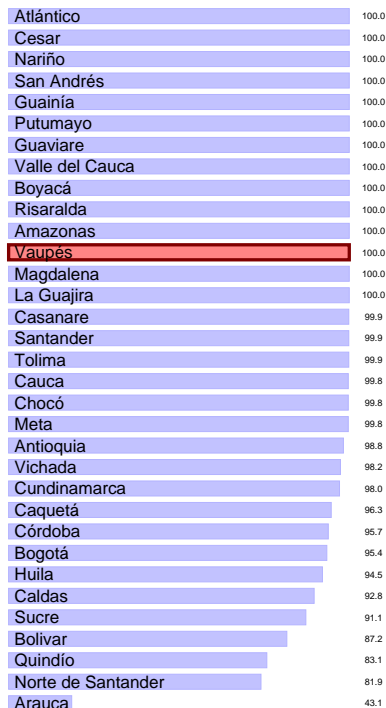 Atlántico 100.0
Cesar 100.0
Nariño 100.0
San Andrés 100.0
Guainía 100.0
Putumayo 100.0
Guaviare 100.0
Valle del Cauca 100.0
Boyacá 100.0
Risaralda 100.0
Amazonas 100.0
Vaupés 100.0
Magdalena 100.0
La Guajira 100.0
Casanare 99.9
Santander 99.9
Tolima 99.9
Cauca 99.8
Chocó 99.8
Meta 99.8
Antioquia 98.8
Vichada 98.2
Cundinamarca 98.0
Caquetá 96.3
Córdoba 95.7
Bogotá 95.4
Huila 94.5
Caldas 92.8
Sucre 91.1
Bolivar 87.2
Quindío 83.1
Norte de Santander 81.9
Arauca 43.1